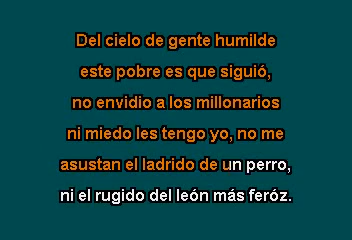 Del cielo de gente humilde
este pobre es que siguió,
no envidio a los millonarios
ni miedo les tengo yo, no me
asustan el ladrido de un perro,
ni el rugido del león más feróz.